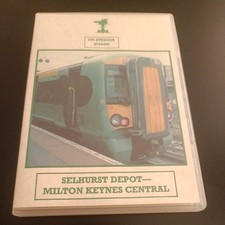 SELHURST DEPOT—
MILTON KEYNES CENTRAL